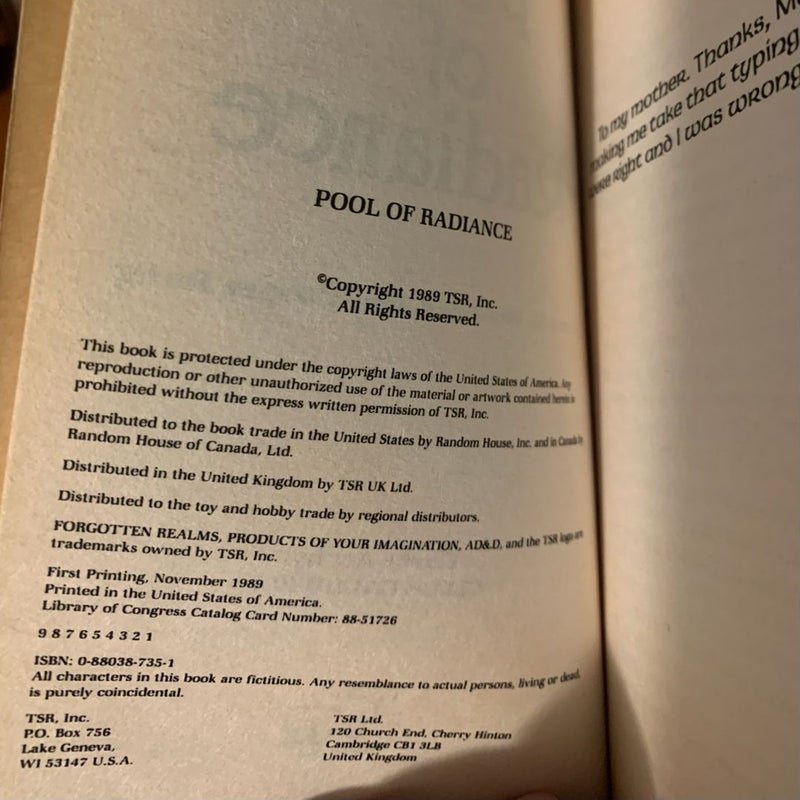 POOL OF RADIANCE
©Copyright 1989 TSR, Inc.
All Rights Reserved.
This book is protected under the copyright laws of the United States of America. Any
reproduction or other unauthorized use of the material or artwork contained herein is
prohibited without the express written permission of TSR, Inc.
Distributed to the book trade in the United States by Random House, Inc. and in Canada by
Random House of Canada, Ltd.
Distributed in the United Kingdom by TSR UK Ltd.
Distributed to the toy and hobby trade by regional distributors.
FORGOTTEN REALMS, PRODUCTS OF YOUR IMAGINATION, AD&D, and the TSR logo are
trademarks owned by TSR, Inc.
First Printing, November 1989
Printed in the United States of America.
Library of Congress Catalog Card Number: 88-51726
9 8 7 6 5 4 3 2 1
ISBN: 0-88038-735-1
All characters in this book are fictitious. Any resemblance to actual persons, living or dead,
is purely coincidental.
TSR, Inc.
P.O. Box 756
Lake Geneva,
WI 53147 U.S.A.
TSR Ltd.
120 Church End, Cherry Hinton
Cambridge CB1 3LB
United Kingdom
To my mother. Thanks,
making me take that typing
were right and I was wrong